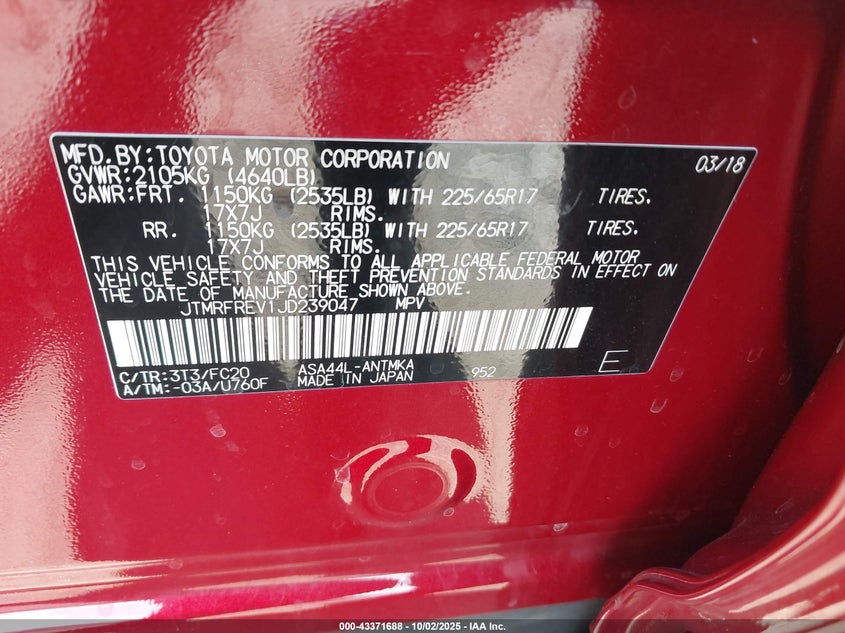 MFD.BY:TOYOTA MOTOR CORPORATION 03/18
GVWR:2105KG (4640LB)
GAWR:FRT. 1150KG (2535LB) WITH 225/65R17 TIRES.
17X7J RIMS.
RR. 1150KG (2535LB) WITH 225/65R17 TIRES.
17X7J RIMS.
THIS VEHICLE CONFORMS TO ALL APPLICABLE FEDERAL MOTOR
VEHICLE SAFETY AND THEFT PREVENTION STANDARDS IN EFFECT ON
THE DATE OF MANUFACTURE SHOWN ABOVE.
JTMRFREV1JD239047 MPV
C/TR:3T3/FC20 ASA44L-ANTMKA 952 E
A/TM:-03A/U760F MADE IN JAPAN
000-43371688 - 10/02/2025 - IAA Inc.